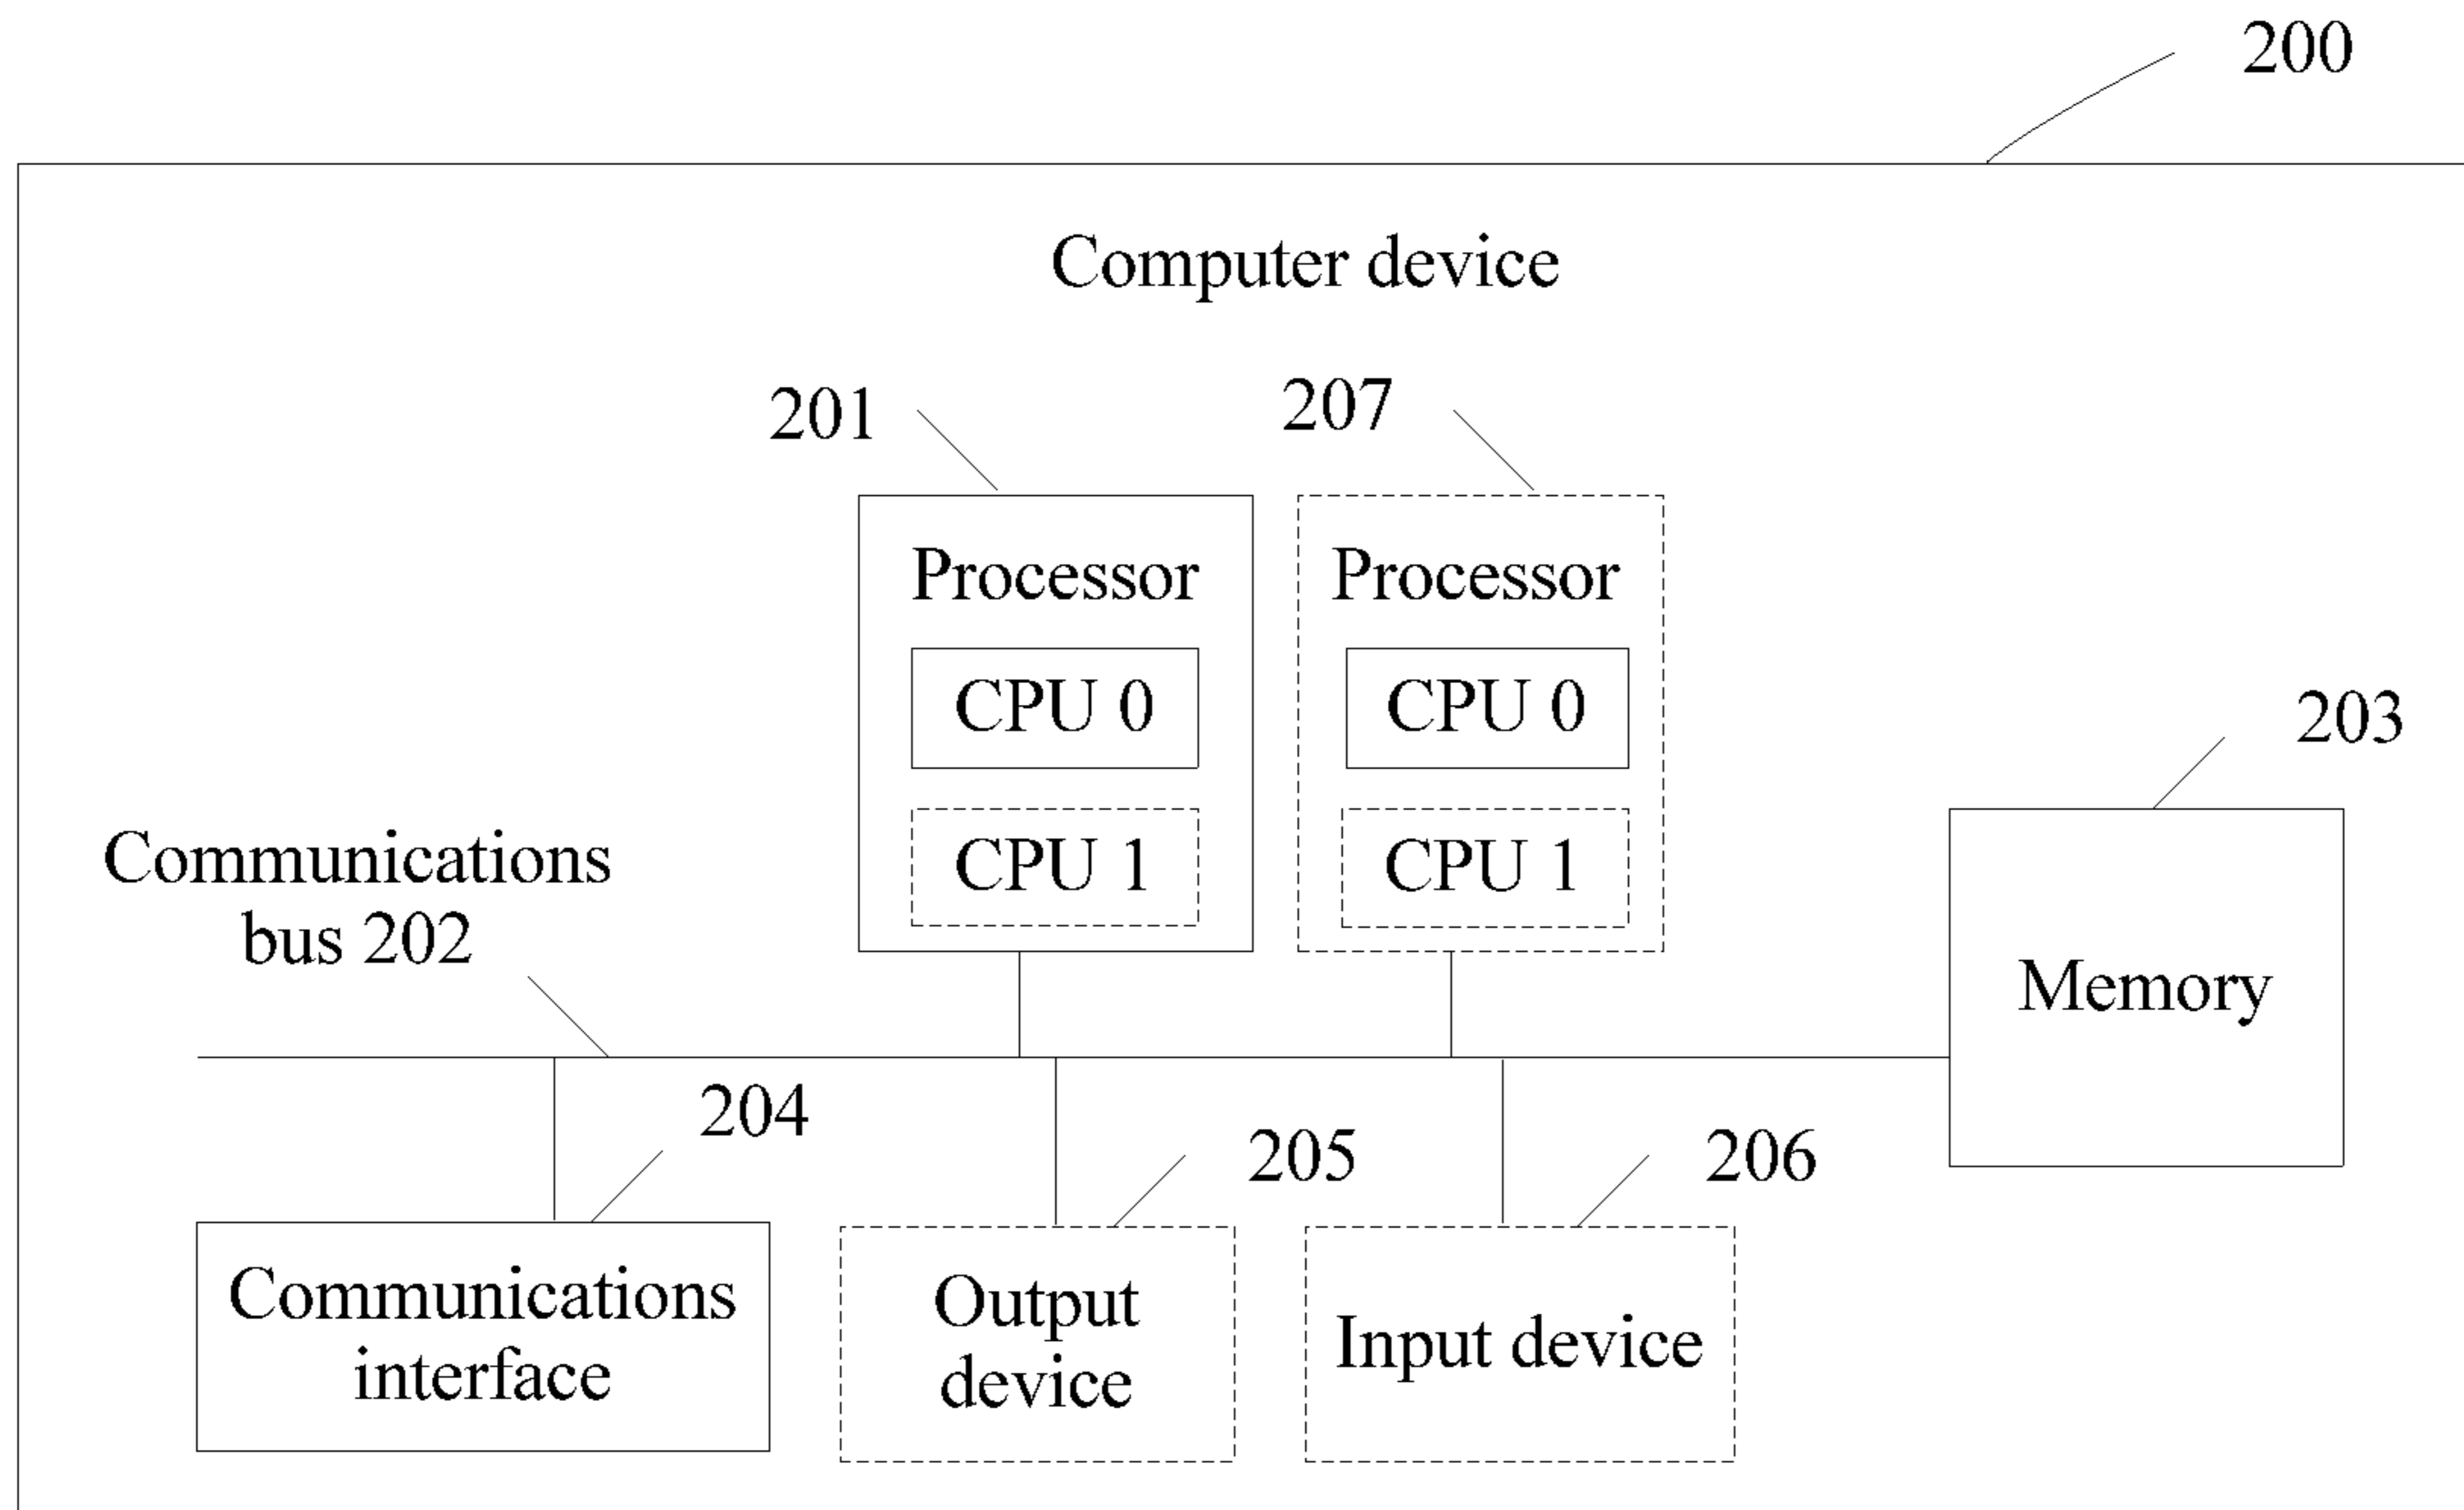 200
Computer device
201
207
Processor
Processor
CPU 0
CPU 0
203
CPU 1
CPU 1
Communications
bus 202
Memory
204
205
206
Communications
interface
Output
device
Input device